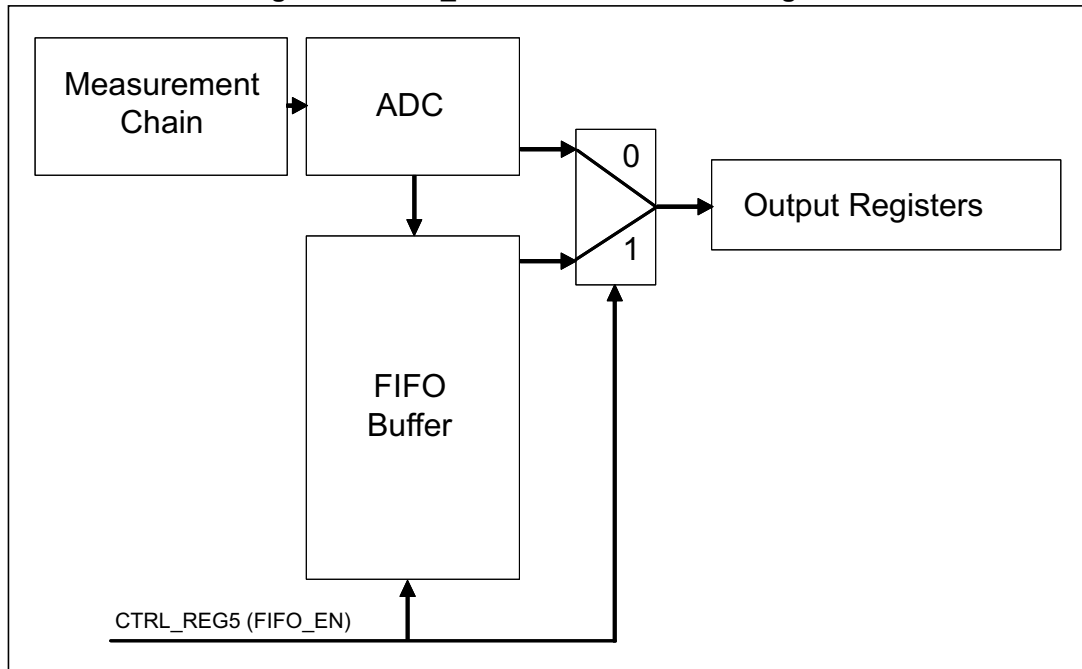 Measurement
Chain
ADC
0
1
Output Registers
FIFO
Buffer
CTRL_REG5 (FIFO_EN)